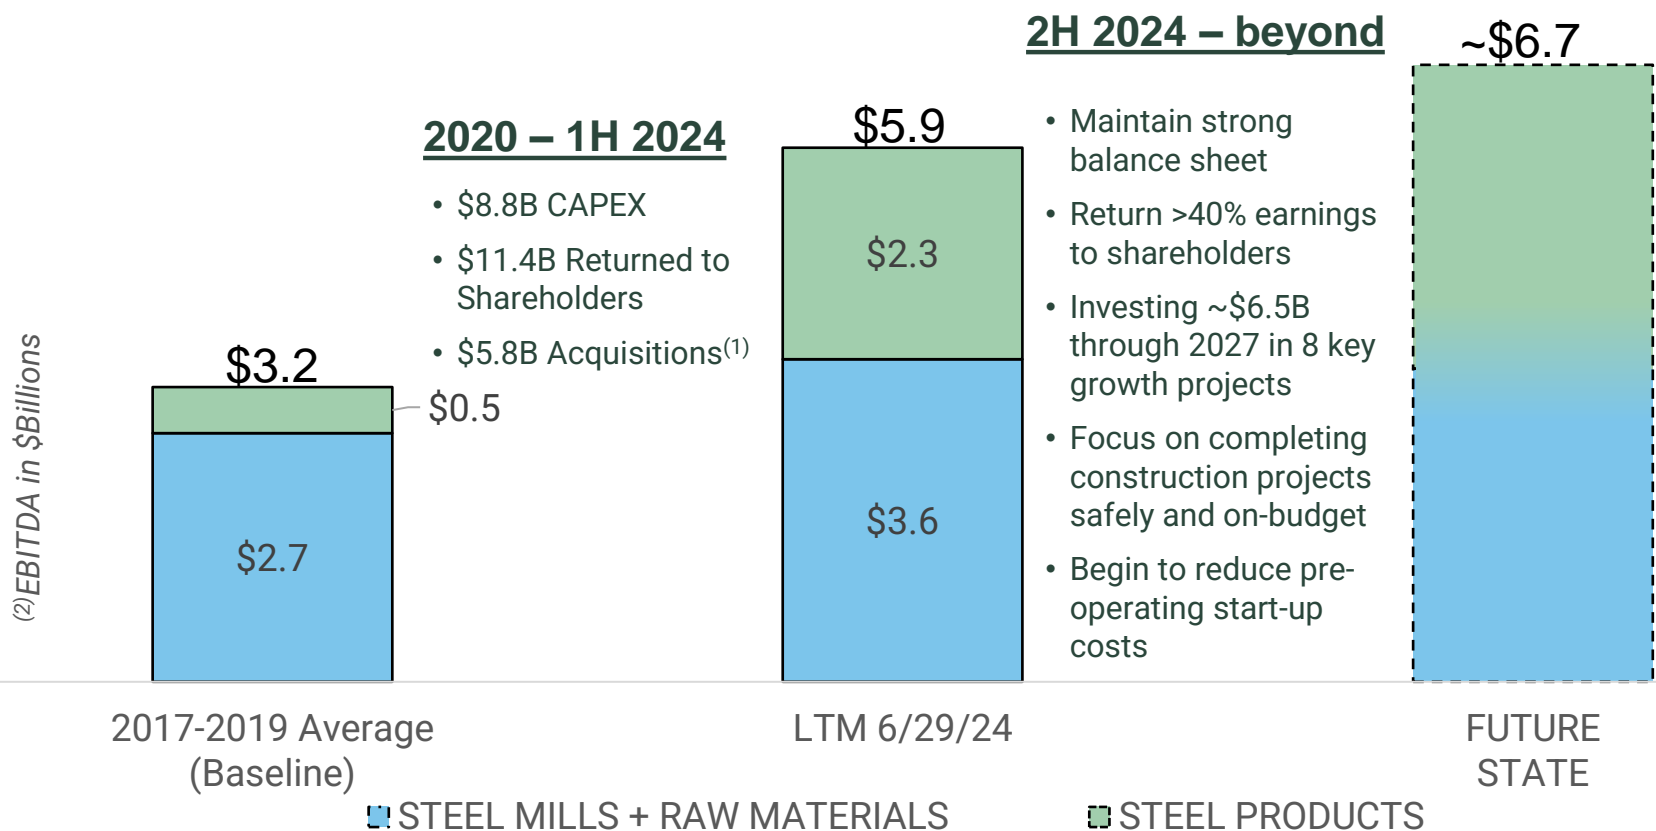 2H 2024 – beyond
~$6.7
2020 – 1H 2024
$5.9
• Maintain strong
balance sheet
• $8.8B CAPEX
• Return >40% earnings
to shareholders
• $11.4B Returned to
Shareholders
$2.3
• Investing ~$6.5B
through 2027 in 8 key
growth projects
• $5.8B Acquisitions(1)
$3.2
$0.5
• Focus on completing
construction projects
safely and on-budget
(2)EBITDA in $Billions
$2.7
$3.6
• Begin to reduce pre-
operating start-up
costs
2017-2019 Average
(Baseline)
LTM 6/29/24
FUTURE
STATE
STEEL MILLS + RAW MATERIALS
STEEL PRODUCTS